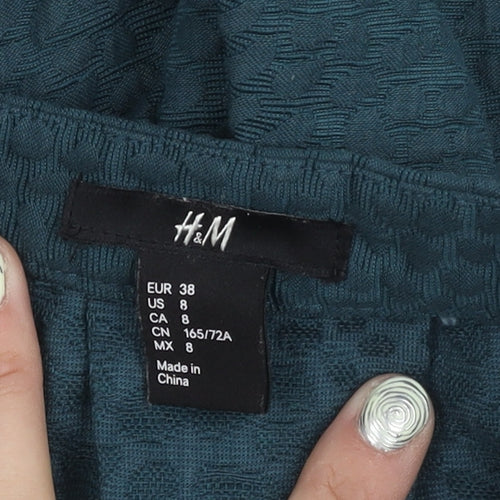 H&M
EUR 38
US 8
CA 8
CN 165/72A
MX 8
Made in
China